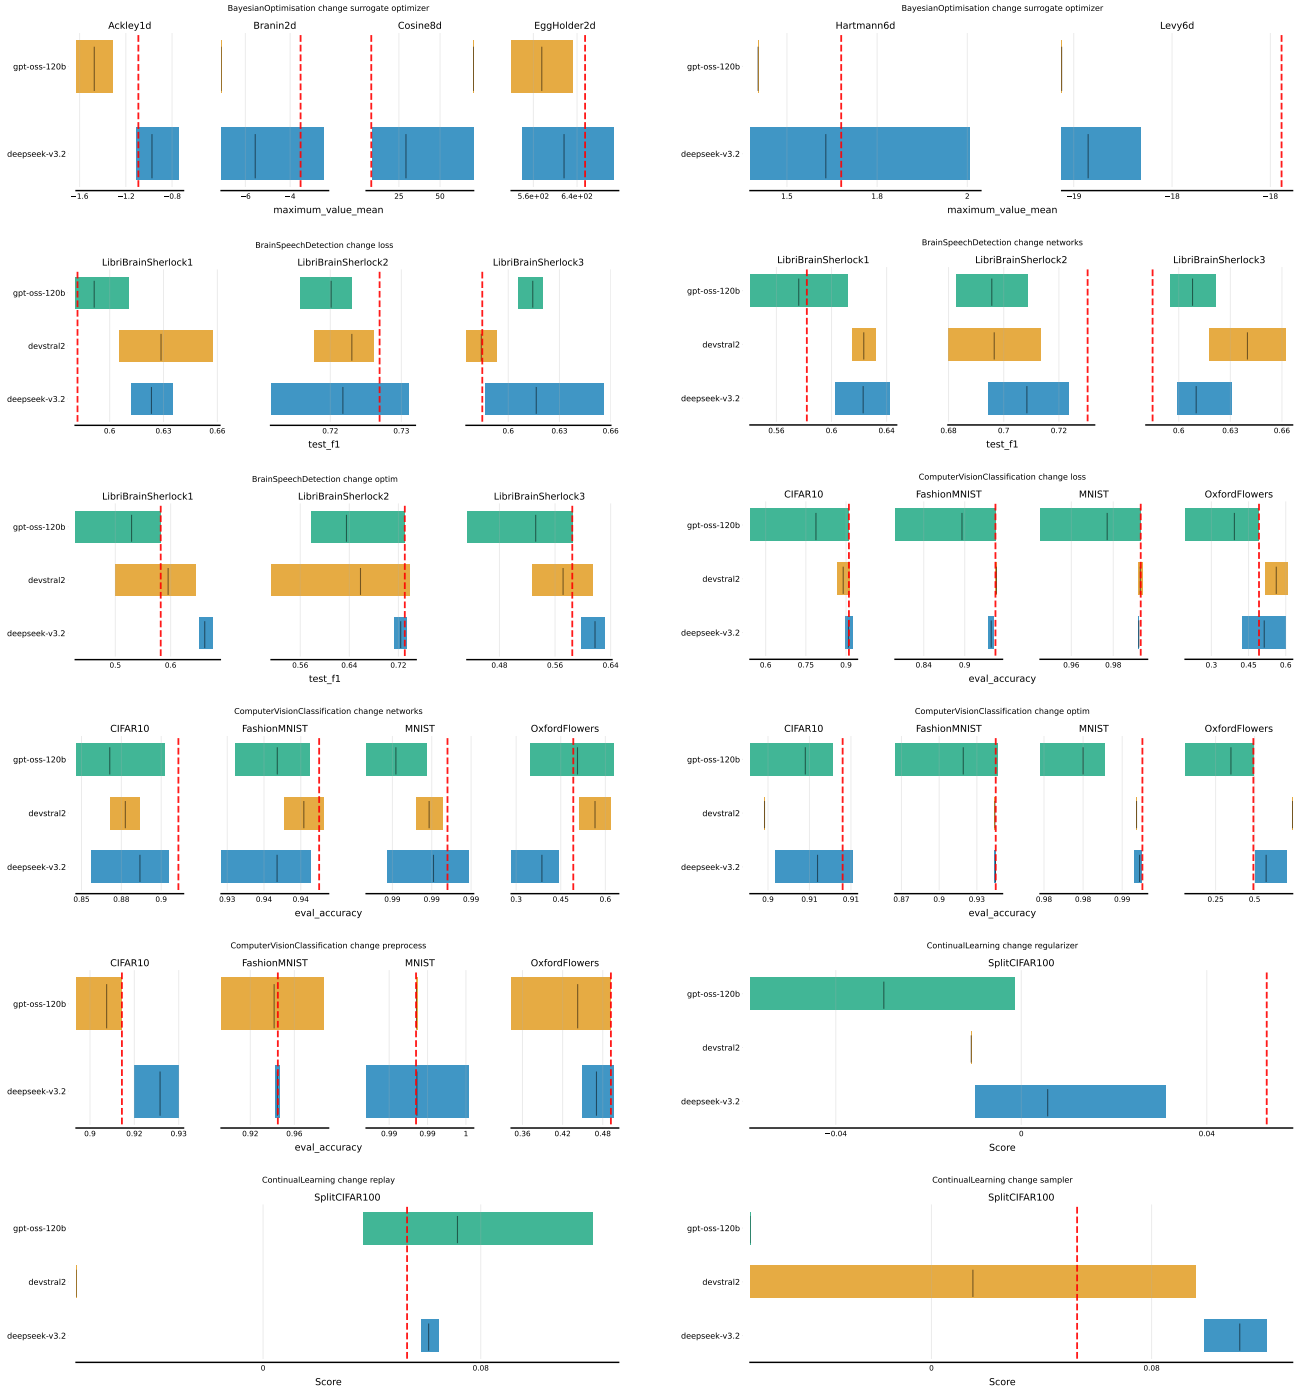 BayesianOptimisation change surrogate optimizer
Ackley1d Branin2d Cosine8d EggHolder2d
gpt-oss-120b
deepseek-v3.2
−1.6 −1.2 −0.8 −6 −4 25 50 5.6e+02 6.4e+02
maximum_value_mean
BayesianOptimisation change surrogate optimizer
Hartmann6d Levy6d
gpt-oss-120b
deepseek-v3.2
1.5 1.8 2 −19 −18 −18
maximum_value_mean
BrainSpeechDetection change loss
LibriBrainSherlock1 LibriBrainSherlock2 LibriBrainSherlock3
gpt-oss-120b
devstral2
deepseek-v3.2
0.6 0.63 0.66 0.72 0.73 0.6 0.63 0.66
test_f1
BrainSpeechDetection change networks
LibriBrainSherlock1 LibriBrainSherlock2 LibriBrainSherlock3
gpt-oss-120b
devstral2
deepseek-v3.2
0.56 0.6 0.64 0.68 0.7 0.72 0.6 0.63 0.66
test_f1
BrainSpeechDetection change optim
LibriBrainSherlock1 LibriBrainSherlock2 LibriBrainSherlock3
gpt-oss-120b
devstral2
deepseek-v3.2
0.5 0.6 0.56 0.64 0.72 0.48 0.56 0.64
test_f1
ComputerVisionClassification change loss
CIFAR10 FashionMNIST MNIST OxfordFlowers
gpt-oss-120b
devstral2
deepseek-v3.2
0.6 0.75 0.9 0.84 0.9 0.96 0.98 0.3 0.45 0.6
eval_accuracy
ComputerVisionClassification change networks
CIFAR10 FashionMNIST MNIST OxfordFlowers
gpt-oss-120b
devstral2
deepseek-v3.2
0.85 0.88 0.9 0.93 0.94 0.94 0.99 0.99 0.99 0.3 0.45 0.6
eval_accuracy
ComputerVisionClassification change optim
CIFAR10 FashionMNIST MNIST OxfordFlowers
gpt-oss-120b
devstral2
deepseek-v3.2
0.9 0.91 0.91 0.87 0.9 0.93 0.98 0.98 0.99 0.25 0.5
eval_accuracy
ComputerVisionClassification change preprocess
CIFAR10 FashionMNIST MNIST OxfordFlowers
gpt-oss-120b
deepseek-v3.2
0.9 0.92 0.93 0.92 0.96 0.99 0.99 1 0.36 0.42 0.48
eval_accuracy
ContinualLearning change regularizer
SplitCIFAR100
gpt-oss-120b
devstral2
deepseek-v3.2
−0.04 0 0.04
Score
ContinualLearning change replay
SplitCIFAR100
gpt-oss-120b
devstral2
deepseek-v3.2
0 0.08
Score
ContinualLearning change sampler
SplitCIFAR100
gpt-oss-120b
devstral2
deepseek-v3.2
0 0.08
Score